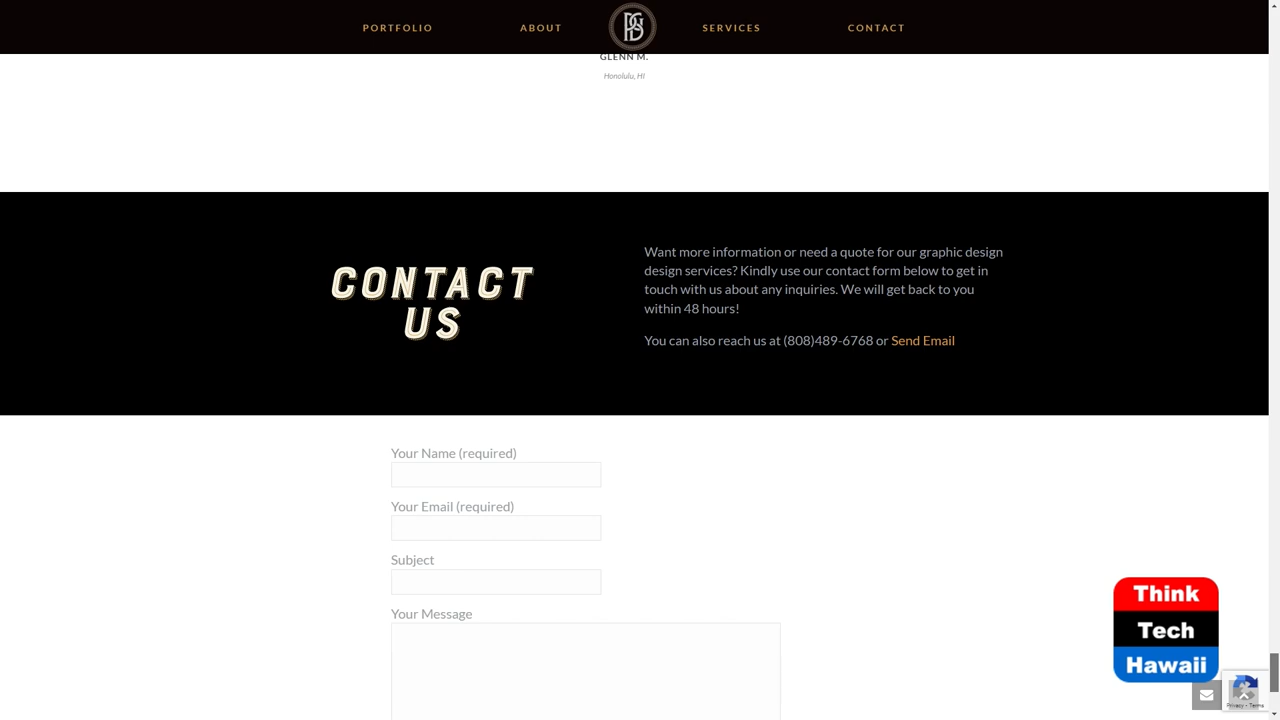 PORTFOLIO
ABOUT
SERVICES
CONTACT
GLENN M.
Honolulu, HI
CONTACT
US
Want more information or need a quote for our graphic design
design services? Kindly use our contact form below to get in
touch with us about any inquiries. We will get back to you
within 48 hours!
You can also reach us at (808)489-6768 or Send Email
Your Name (required)
Your Email (required)
Subject
Your Message
Think
Tech
Hawaii
Privacy - Terms